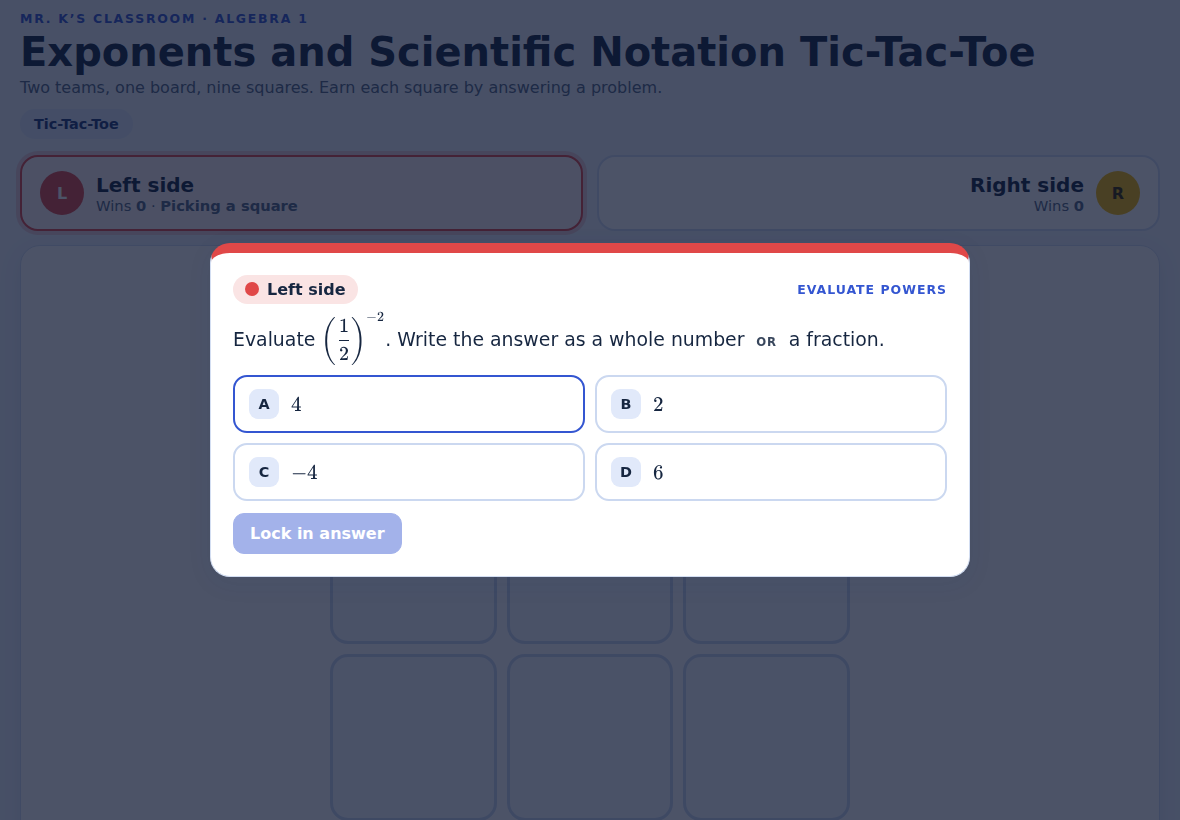 MR. K’S CLASSROOM · ALGEBRA 1
Exponents and Scientific Notation Tic-Tac-Toe
Two teams, one board, nine squares. Earn each square by answering a problem.
Tic-Tac-Toe
L Left side
Wins 0 · Picking a square
Right side R
Wins 0
Left side
EVALUATE POWERS
Evaluate (1/2)^−2. Write the answer as a whole number OR a fraction.
A 4
B 2
C −4
D 6
Lock in answer